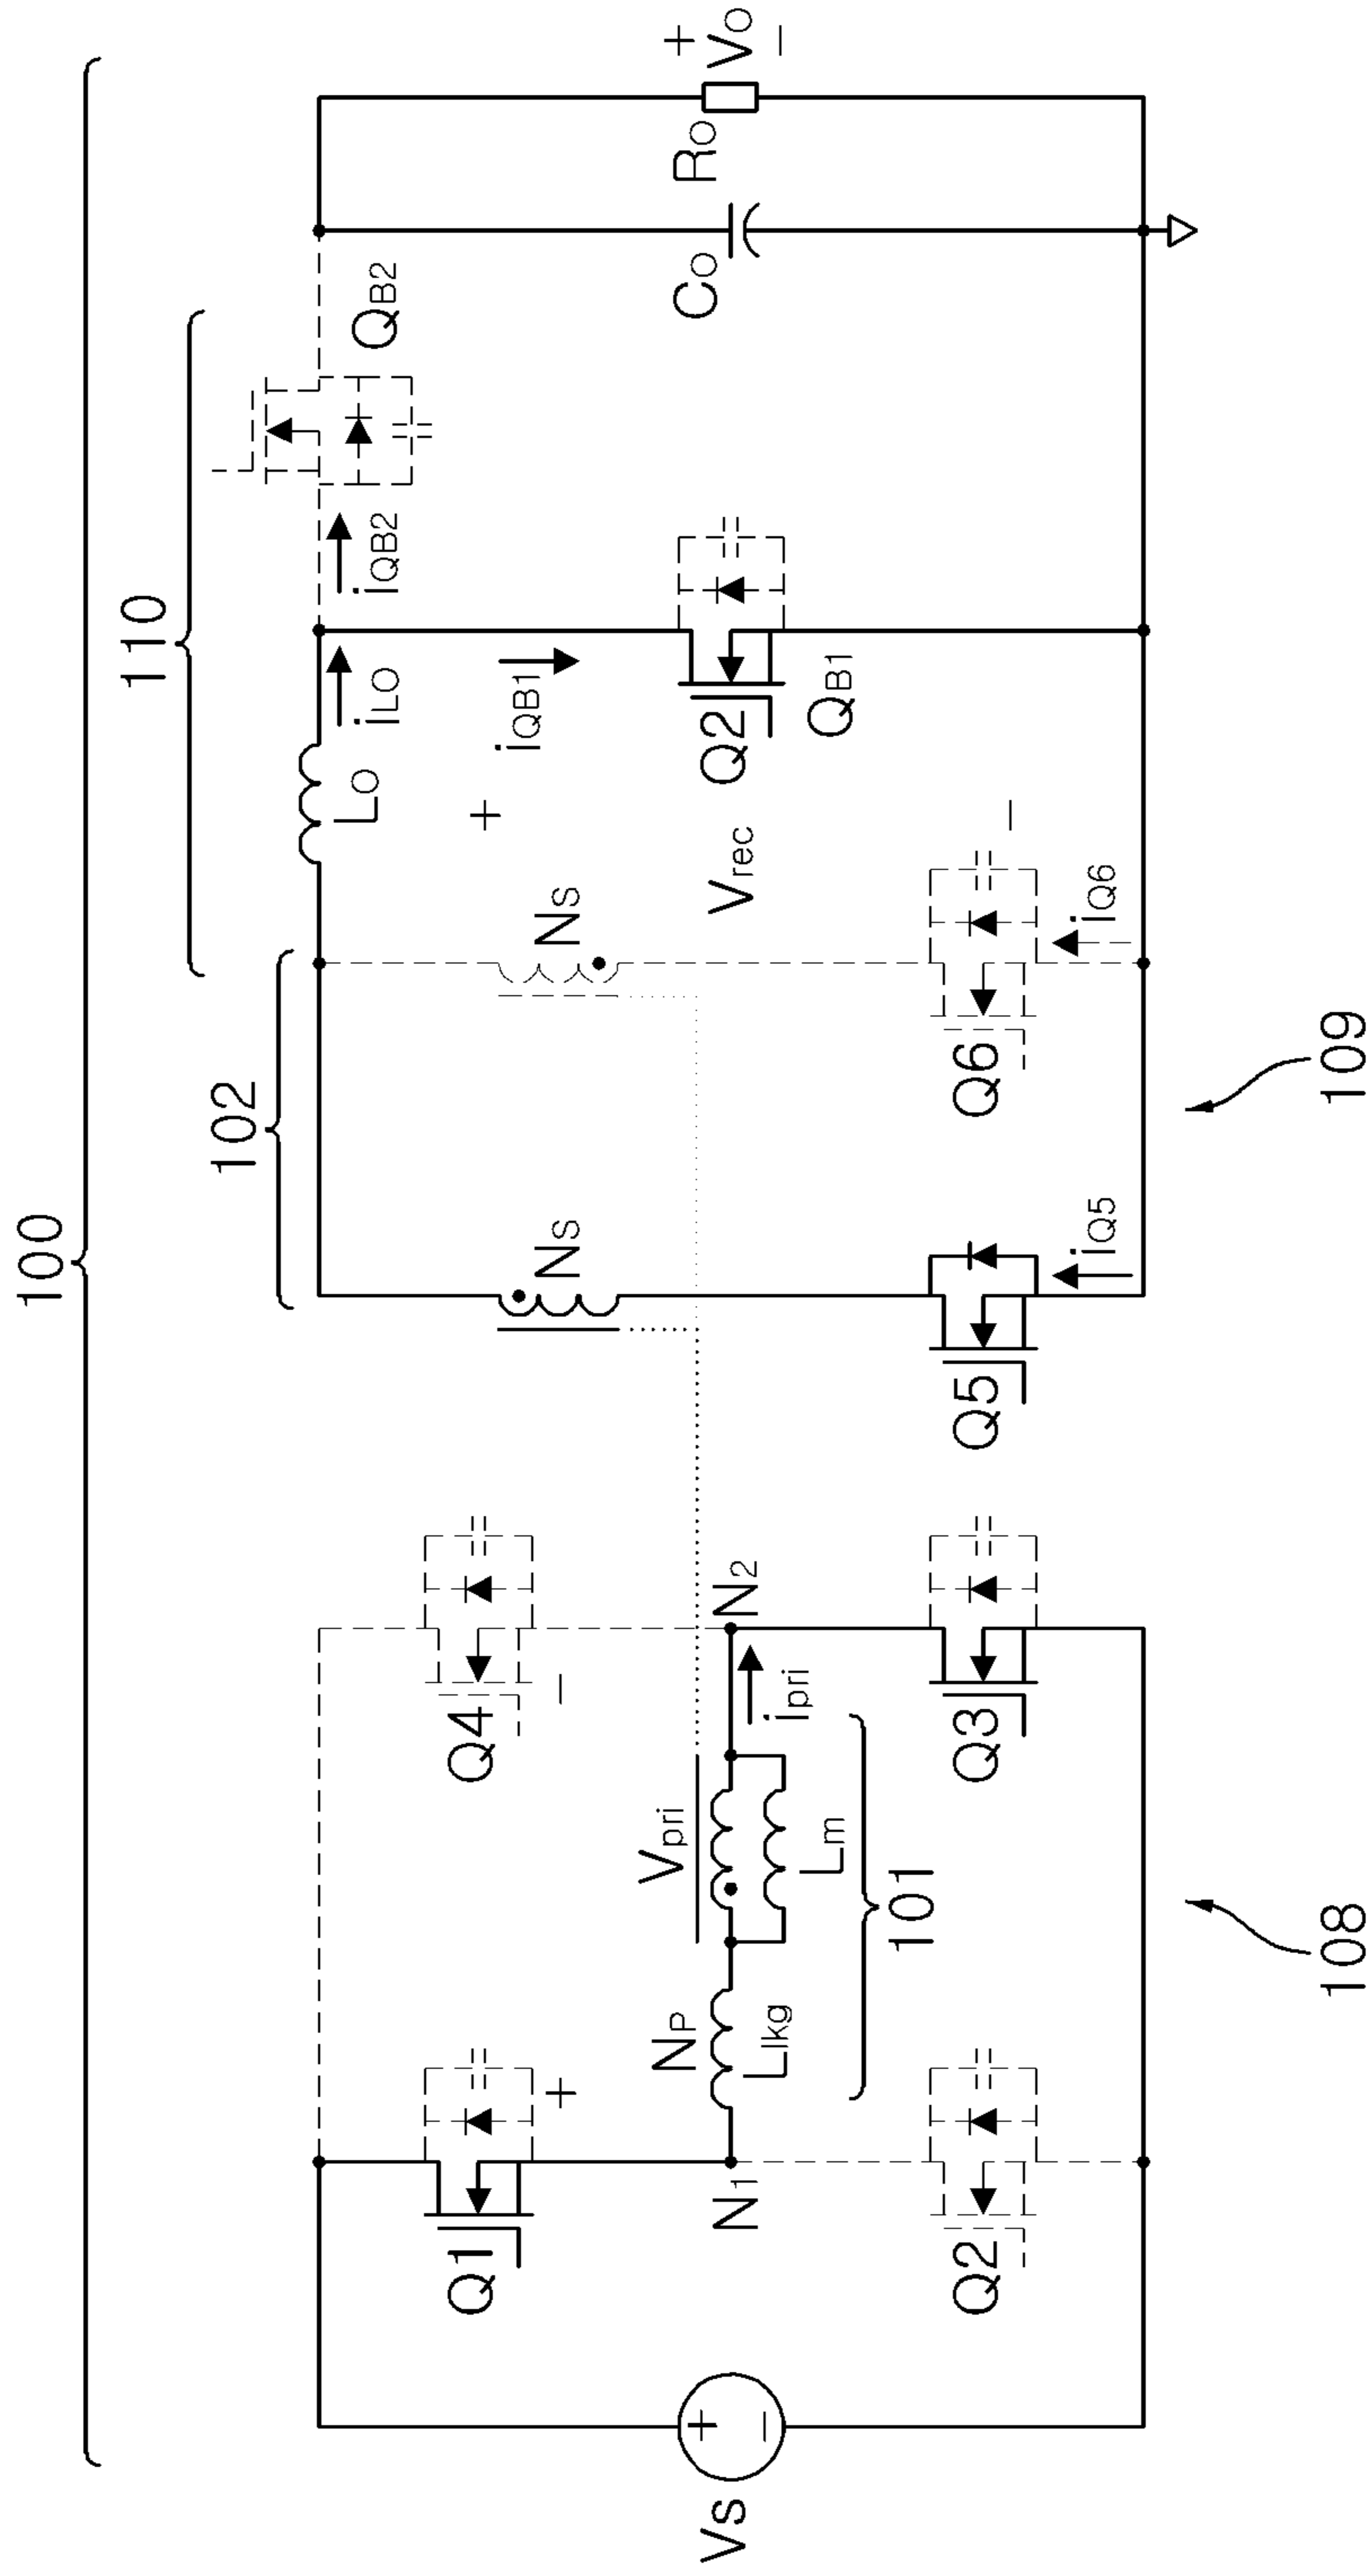 100
110
102
QB2
iQB2
iLO
LO
iQB1
+
NS
NS
Vrec
Q2
QB1
CO
RO
+
VO
−
Q4
−
Q1
+
NP
Llkg
Vpri
Lm
ipri
N1
N2
101
Vs
+
−
Q2
Q3
Q5
iQ5
Q6
iQ6
−
108
109